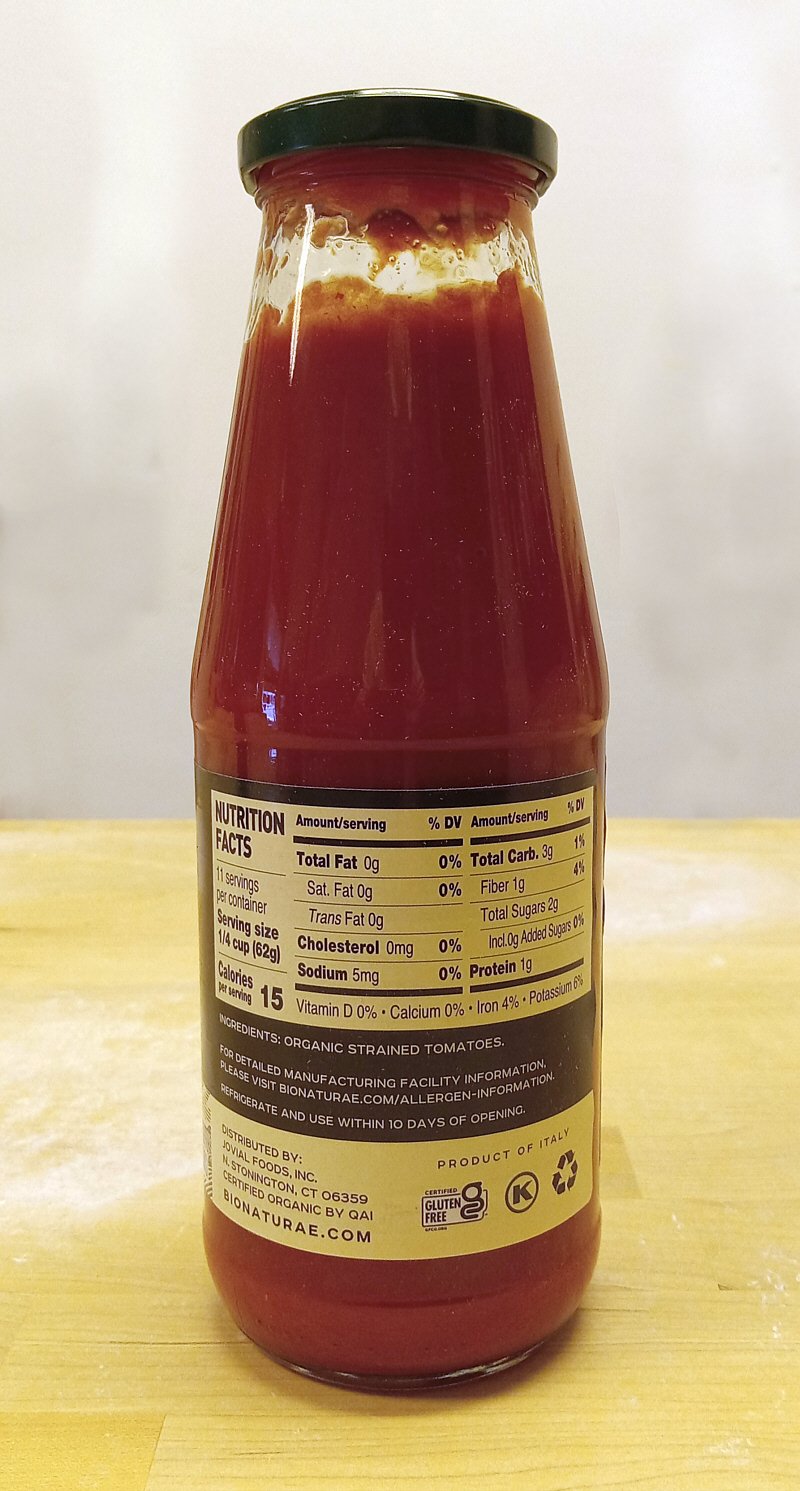 NUTRITION
FACTS
11 servings
per container
Serving size
1/4 cup (62g)
Calories
per serving 15
Amount/serving % DV
Total Fat 0g 0%
Sat. Fat 0g 0%
Trans Fat 0g
Cholesterol 0mg 0%
Sodium 5mg 0%
Amount/serving % DV
Total Carb. 3g 1%
Fiber 1g 4%
Total Sugars 2g
Incl.0g Added Sugars 0%
Protein 1g
Vitamin D 0% • Calcium 0% • Iron 4% • Potassium 6%
INGREDIENTS: ORGANIC STRAINED TOMATOES.
FOR DETAILED MANUFACTURING FACILITY INFORMATION,
PLEASE VISIT BIONATURAE.COM/ALLERGEN-INFORMATION.
REFRIGERATE AND USE WITHIN 10 DAYS OF OPENING.
DISTRIBUTED BY:
JOVIAL FOODS, INC.
N. STONINGTON, CT 06359
CERTIFIED ORGANIC BY QAI
BIONATURAE.COM
PRODUCT OF ITALY
CERTIFIED
GLUTEN
FREE
GFCO.ORG
K